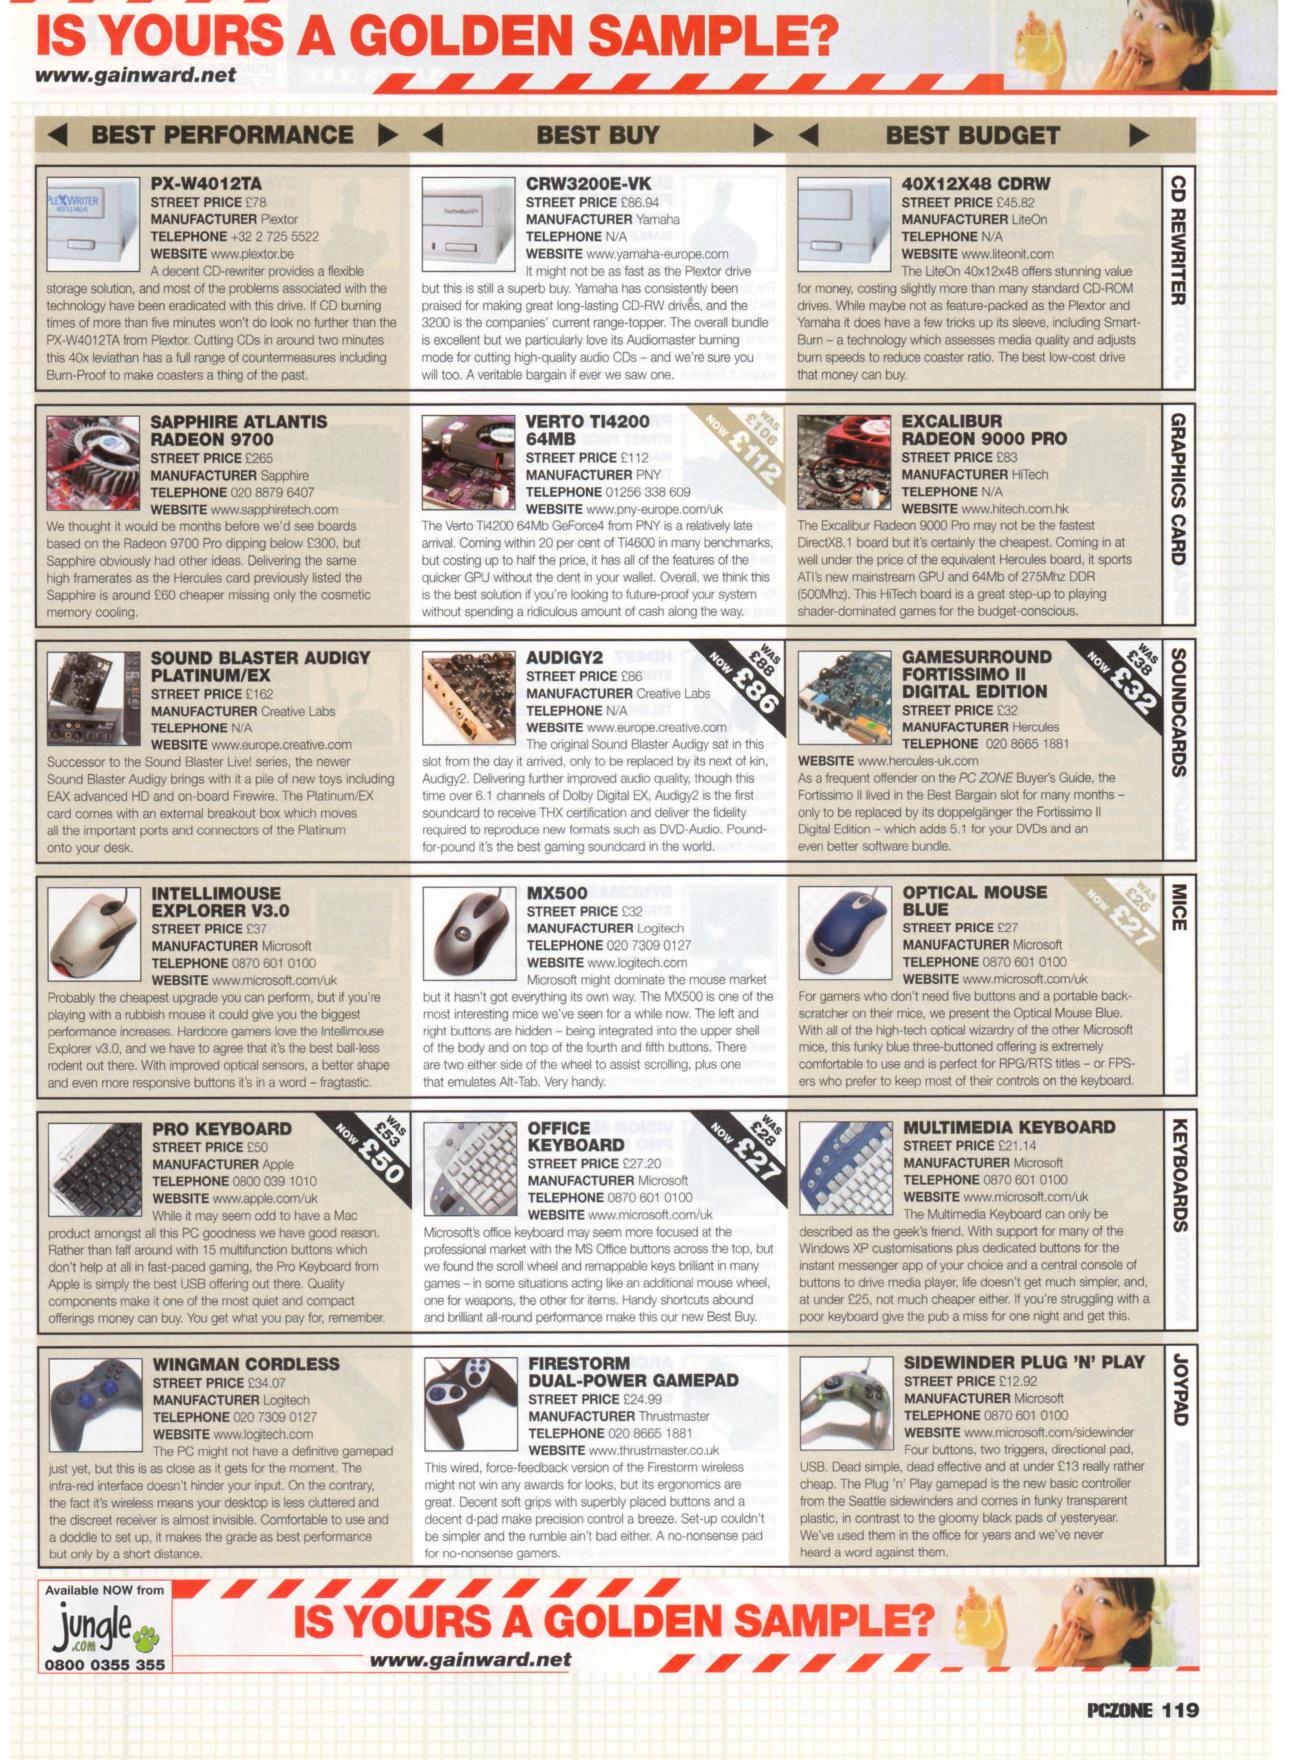 IS YOURS A GOLDEN SAMPLE?
www.gainward.net
BEST PERFORMANCE
BEST BUY
BEST BUDGET
CD REWRITER
PX-W4012TA
STREET PRICE £78
MANUFACTURER Plextor
TELEPHONE +32 2 725 5522
WEBSITE www.plextor.be
A decent CD-rewriter provides a flexible
storage solution, and most of the problems associated with the
technology have been eradicated with this drive. If CD burning
times of more than five minutes won't do look no further than the
PX-W4012TA from Plextor. Cutting CDs in around two minutes
this 40x leviathan has a full range of countermeasures including
Burn-Proof to make coasters a thing of the past.
CRW3200E-VK
STREET PRICE £86.94
MANUFACTURER Yamaha
TELEPHONE N/A
WEBSITE www.yamaha-europe.com
It might not be as fast as the Plextor drive
but this is still a superb buy. Yamaha has consistently been
praised for making great long-lasting CD-RW drives, and the
3200 is the companies' current range-topper. The overall bundle
is excellent but we particularly love its Audiomaster burning
mode for cutting high-quality audio CDs – and we're sure you
will too. A veritable bargain if ever we saw one.
40X12X48 CDRW
STREET PRICE £45.82
MANUFACTURER LiteOn
TELEPHONE N/A
WEBSITE www.liteonit.com
The LiteOn 40x12x48 offers stunning value
for money, costing slightly more than many standard CD-ROM
drives. While maybe not as feature-packed as the Plextor and
Yamaha it does have a few tricks up its sleeve, including Smart-
Burn – a technology which assesses media quality and adjusts
burn speeds to reduce coaster ratio. The best low-cost drive
that money can buy.
GRAPHICS CARD
SAPPHIRE ATLANTIS
RADEON 9700
STREET PRICE £265
MANUFACTURER Sapphire
TELEPHONE 020 8879 6407
WEBSITE www.sapphiretech.com
We thought it would be months before we'd see boards
based on the Radeon 9700 Pro dipping below £300, but
Sapphire obviously had other ideas. Delivering the same
high framerates as the Hercules card previously listed the
Sapphire is around £60 cheaper missing only the cosmetic
memory cooling.
VERTO TI4200
64MB
WAS
£106
NOW £112
STREET PRICE £112
MANUFACTURER PNY
TELEPHONE 01256 338 609
WEBSITE www.pny-europe.com/uk
The Verto Ti4200 64Mb GeForce4 from PNY is a relatively late
arrival. Coming within 20 per cent of Ti4600 in many benchmarks,
but costing up to half the price, it has all of the features of the
quicker GPU without the dent in your wallet. Overall, we think this
is the best solution if you're looking to future-proof your system
without spending a ridiculous amount of cash along the way.
EXCALIBUR
RADEON 9000 PRO
STREET PRICE £83
MANUFACTURER HiTech
TELEPHONE N/A
WEBSITE www.hitech.com.hk
The Excalibur Radeon 9000 Pro may not be the fastest
DirectX8.1 board but it's certainly the cheapest. Coming in at
well under the price of the equivalent Hercules board, it sports
ATI's new mainstream GPU and 64Mb of 275Mhz DDR
(500Mhz). This HiTech board is a great step-up to playing
shader-dominated games for the budget-conscious.
SOUNDCARDS
SOUND BLASTER AUDIGY
PLATINUM/EX
STREET PRICE £162
MANUFACTURER Creative Labs
TELEPHONE N/A
WEBSITE www.europe.creative.com
Successor to the Sound Blaster Live! series, the newer
Sound Blaster Audigy brings with it a pile of new toys including
EAX advanced HD and on-board Firewire. The Platinum/EX
card comes with an external breakout box which moves
all the important ports and connectors of the Platinum
onto your desk.
AUDIGY2
WAS
£88
NOW £86
STREET PRICE £86
MANUFACTURER Creative Labs
TELEPHONE N/A
WEBSITE www.europe.creative.com
The original Sound Blaster Audigy sat in this
slot from the day it arrived, only to be replaced by its next of kin,
Audigy2. Delivering further improved audio quality, though this
time over 6.1 channels of Dolby Digital EX, Audigy2 is the first
soundcard to receive THX certification and deliver the fidelity
required to reproduce new formats such as DVD-Audio. Pound-
for-pound it's the best gaming soundcard in the world.
GAMESURROUND
FORTISSIMO II
DIGITAL EDITION
WAS
£38
NOW £32
STREET PRICE £32
MANUFACTURER Hercules
TELEPHONE 020 8665 1881
WEBSITE www.hercules-uk.com
As a frequent offender on the PC ZONE Buyer's Guide, the
Fortissimo II lived in the Best Bargain slot for many months –
only to be replaced by its doppelgänger the Fortissimo II
Digital Edition – which adds 5.1 for your DVDs and an
even better software bundle.
MICE
INTELLIMOUSE
EXPLORER V3.0
STREET PRICE £37
MANUFACTURER Microsoft
TELEPHONE 0870 601 0100
WEBSITE www.microsoft.com/uk
Probably the cheapest upgrade you can perform, but if you're
playing with a rubbish mouse it could give you the biggest
performance increases. Hardcore gamers love the Intellimouse
Explorer v3.0, and we have to agree that it's the best ball-less
rodent out there. With improved optical sensors, a better shape
and even more responsive buttons it's in a word – fragtastic.
MX500
STREET PRICE £32
MANUFACTURER Logitech
TELEPHONE 020 7309 0127
WEBSITE www.logitech.com
Microsoft might dominate the mouse market
but it hasn't got everything its own way. The MX500 is one of the
most interesting mice we've seen for a while now. The left and
right buttons are hidden – being integrated into the upper shell
of the body and on top of the fourth and fifth buttons. There
are two either side of the wheel to assist scrolling, plus one
that emulates Alt-Tab. Very handy.
OPTICAL MOUSE
BLUE
WAS
£26
NOW £27
STREET PRICE £27
MANUFACTURER Microsoft
TELEPHONE 0870 601 0100
WEBSITE www.microsoft.com/uk
For gamers who don't need five buttons and a portable back-
scratcher on their mice, we present the Optical Mouse Blue.
With all of the high-tech optical wizardry of the other Microsoft
mice, this funky blue three-buttoned offering is extremely
comfortable to use and is perfect for RPG/RTS titles – or FPS-
ers who prefer to keep most of their controls on the keyboard.
KEYBOARDS
PRO KEYBOARD
WAS
£53
NOW £50
STREET PRICE £50
MANUFACTURER Apple
TELEPHONE 0800 039 1010
WEBSITE www.apple.com/uk
While it may seem odd to have a Mac
product amongst all this PC goodness we have good reason.
Rather than faff around with 15 multifunction buttons which
don't help at all in fast-paced gaming, the Pro Keyboard from
Apple is simply the best USB offering out there. Quality
components make it one of the most quiet and compact
offerings money can buy. You get what you pay for, remember.
OFFICE
KEYBOARD
WAS
£28
NOW £27
STREET PRICE £27.20
MANUFACTURER Microsoft
TELEPHONE 0870 601 0100
WEBSITE www.microsoft.com/uk
Microsoft's office keyboard may seem more focused at the
professional market with the MS Office buttons across the top, but
we found the scroll wheel and remappable keys brilliant in many
games – in some situations acting like an additional mouse wheel,
one for weapons, the other for items. Handy shortcuts abound
and brilliant all-round performance make this our new Best Buy.
MULTIMEDIA KEYBOARD
STREET PRICE £21.14
MANUFACTURER Microsoft
TELEPHONE 0870 601 0100
WEBSITE www.microsoft.com/uk
The Multimedia Keyboard can only be
described as the geek's friend. With support for many of the
Windows XP customisations plus dedicated buttons for the
instant messenger app of your choice and a central console of
buttons to drive media player, life doesn't get much simpler, and,
at under £25, not much cheaper either. If you're struggling with a
poor keyboard give the pub a miss for one night and get this.
JOYPAD
WINGMAN CORDLESS
STREET PRICE £34.07
MANUFACTURER Logitech
TELEPHONE 020 7309 0127
WEBSITE www.logitech.com
The PC might not have a definitive gamepad
just yet, but this is as close as it gets for the moment. The
infra-red interface doesn't hinder your input. On the contrary,
the fact it's wireless means your desktop is less cluttered and
the discreet receiver is almost invisible. Comfortable to use and
a doddle to set up, it makes the grade as best performance
but only by a short distance.
FIRESTORM
DUAL-POWER GAMEPAD
STREET PRICE £24.99
MANUFACTURER Thrustmaster
TELEPHONE 020 8665 1881
WEBSITE www.thrustmaster.co.uk
This wired, force-feedback version of the Firestorm wireless
might not win any awards for looks, but its ergonomics are
great. Decent soft grips with superbly placed buttons and a
decent d-pad make precision control a breeze. Set-up couldn't
be simpler and the rumble ain't bad either. A no-nonsense pad
for no-nonsense gamers.
SIDEWINDER PLUG 'N' PLAY
STREET PRICE £12.92
MANUFACTURER Microsoft
TELEPHONE 0870 601 0100
WEBSITE www.microsoft.com/sidewinder
Four buttons, two triggers, directional pad,
USB. Dead simple, dead effective and at under £13 really rather
cheap. The Plug 'n' Play gamepad is the new basic controller
from the Seattle sidewinders and comes in funky transparent
plastic, in contrast to the gloomy black pads of yesteryear.
We've used them in the office for years and we've never
heard a word against them.
Available NOW from
jungle
.com
0800 0355 355
IS YOURS A GOLDEN SAMPLE?
www.gainward.net
PCZONE 119